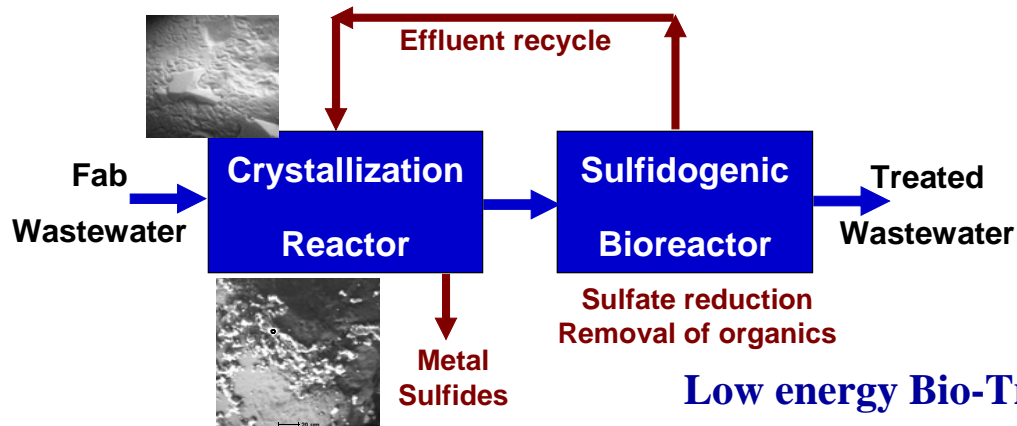 Effluent recycle
Fab
Wastewater
Crystallization
Reactor
Sulfidogenic
Bioreactor
Treated
Wastewater
Sulfate reduction
Removal of organics
Metal
Sulfides
Low energy